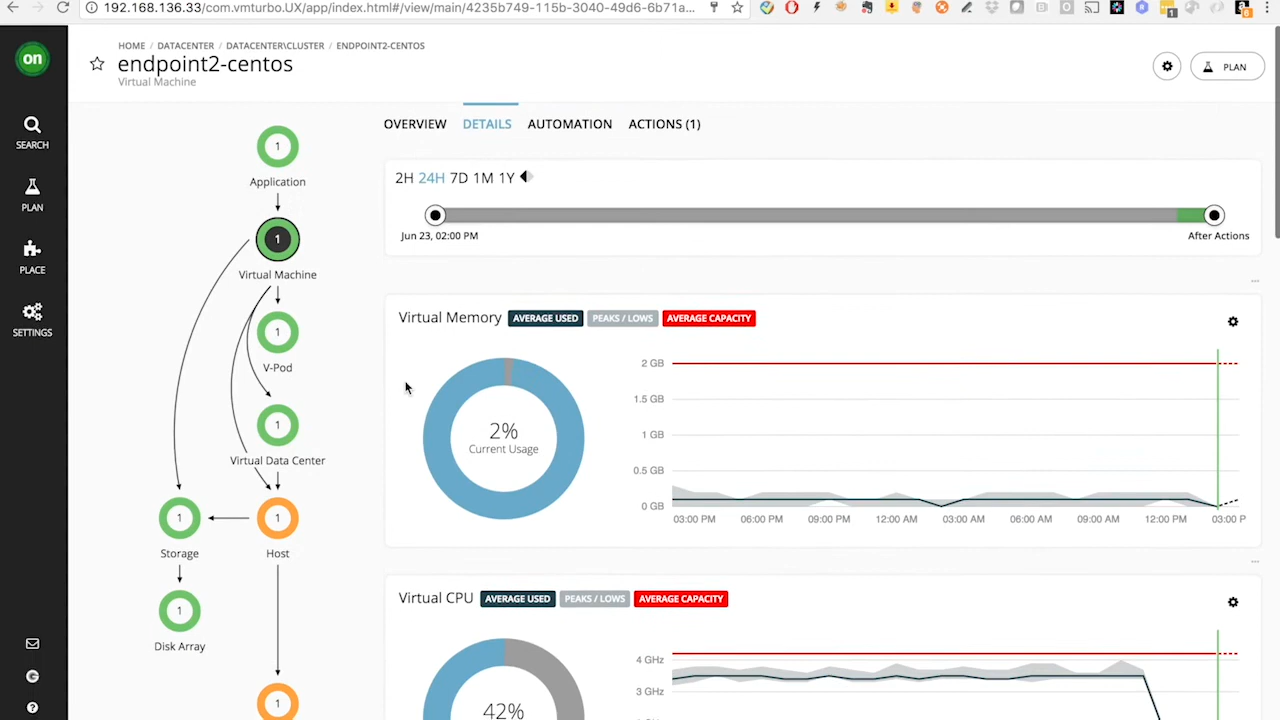 192.168.136.33/com.vmturbo.UX/app/index.html#/view/main/4235b749-115b-3040-49d6-6b71a...
on
HOME / DATACENTER / DATACENTER\CLUSTER / ENDPOINT2-CENTOS
endpoint2-centos
Virtual Machine
PLAN
SEARCH
PLAN
PLACE
SETTINGS
1
Application
1
Virtual Machine
1
V-Pod
1
Virtual Data Center
1
Storage
1
Host
1
Disk Array
1
OVERVIEW DETAILS AUTOMATION ACTIONS (1)
2H 24H 7D 1M 1Y
Jun 23, 02:00 PM After Actions
Virtual Memory AVERAGE USED PEAKS / LOWS AVERAGE CAPACITY
2%
Current Usage
2 GB
1.5 GB
1 GB
0.5 GB
0 GB
03:00 PM 06:00 PM 09:00 PM 12:00 AM 03:00 AM 06:00 AM 09:00 AM 12:00 PM 03:00 P
Virtual CPU AVERAGE USED PEAKS / LOWS AVERAGE CAPACITY
42%
4 GHz
3 GHz